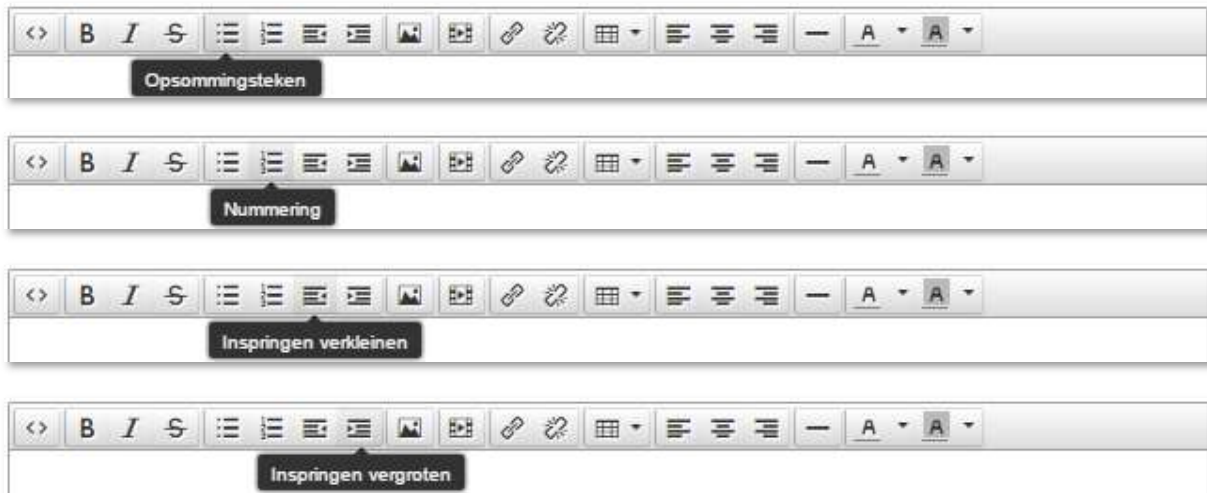 <> B I S A A
Opsommingsteken
<> B I S A A
Nummering
<> B I S A A
Inspringen verkleinen
<> B I S A A
Inspringen vergroten